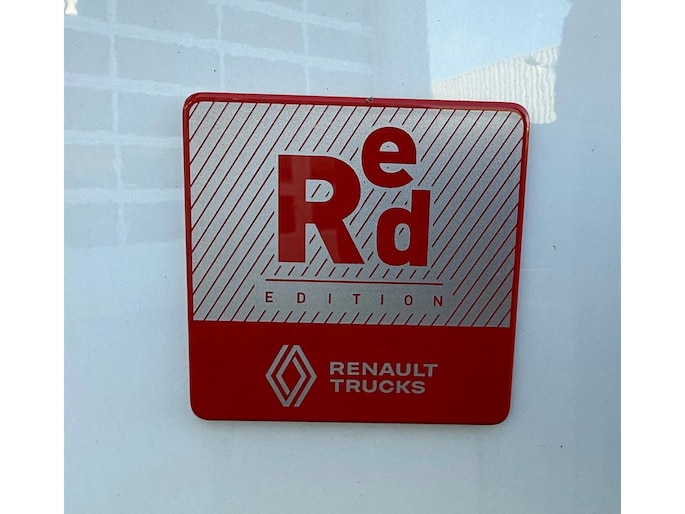 Red
EDITION
RENAULT
TRUCKS